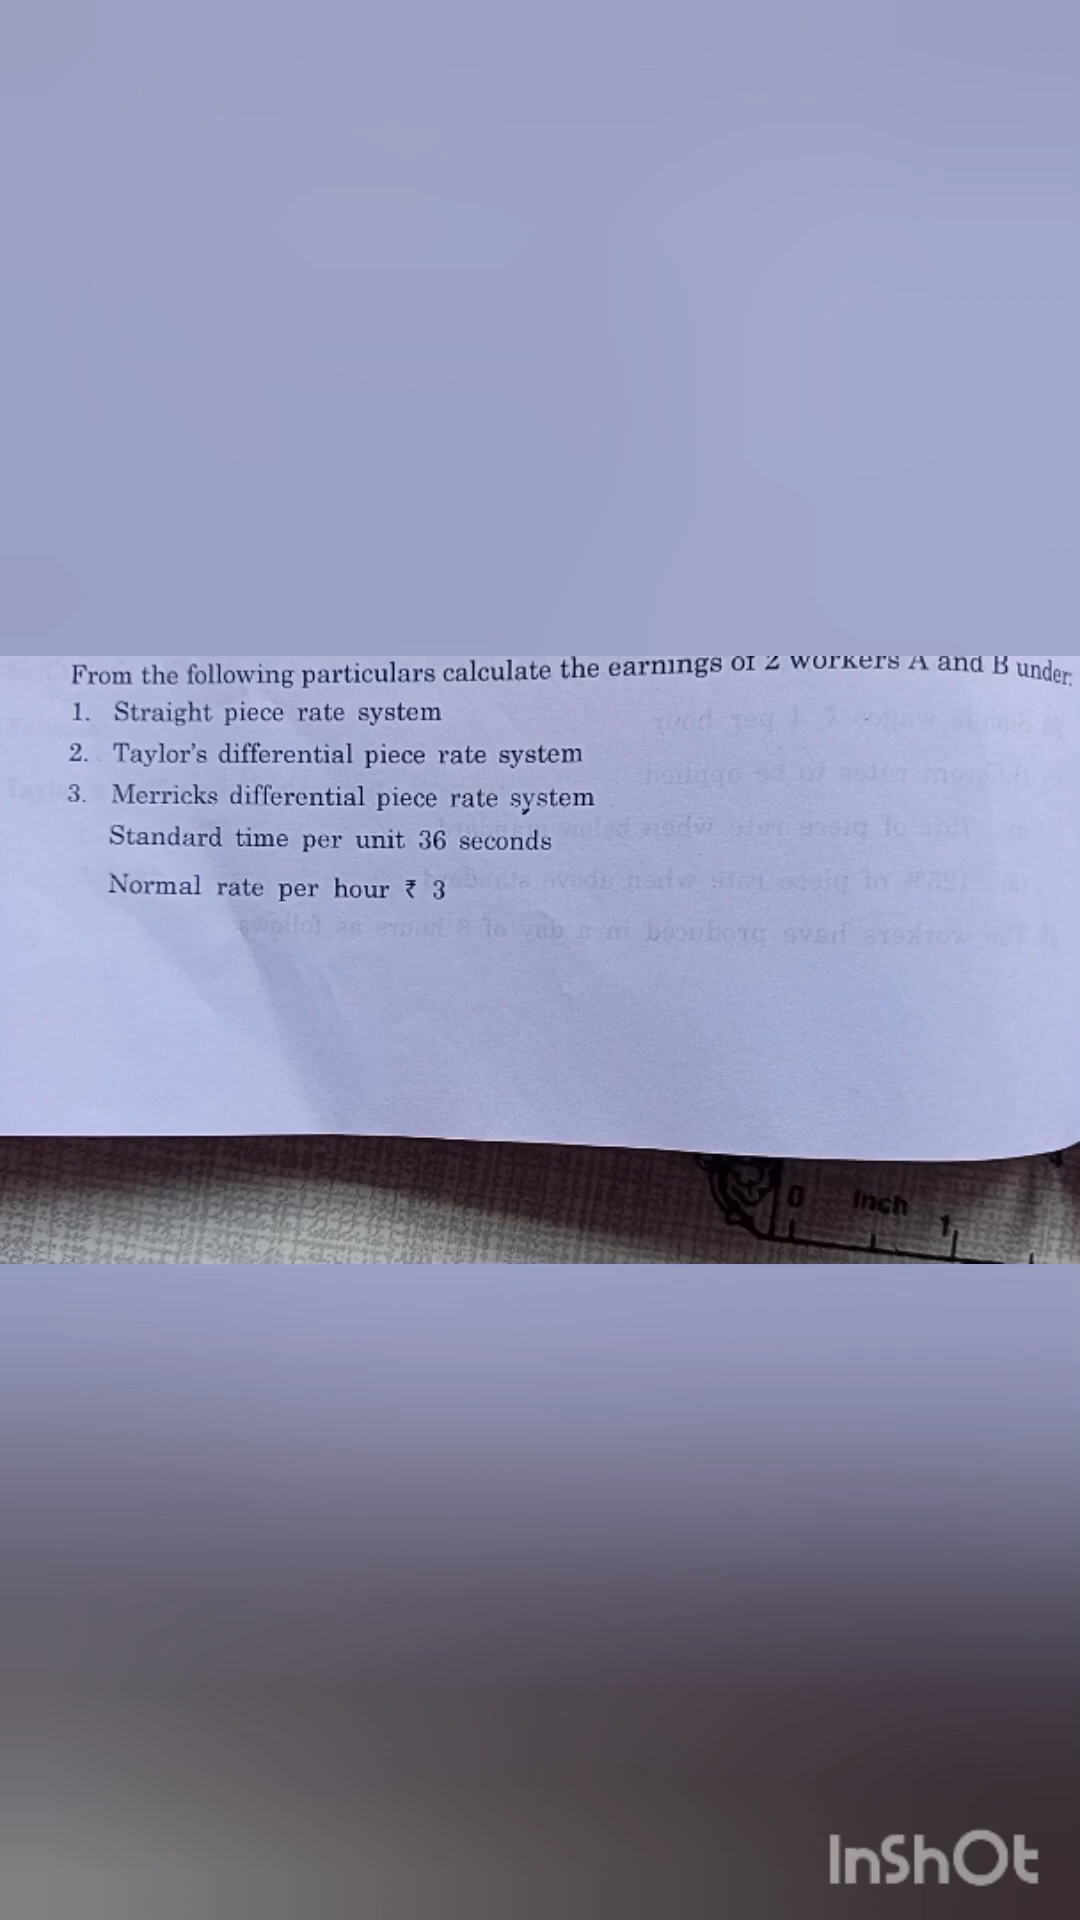 From the following particulars calculate the earnings of 2 workers A and B under:
1. Straight piece rate system
2. Taylor's differential piece rate system
3. Merricks differential piece rate system
Standard time per unit 36 seconds
Normal rate per hour ₹ 3
0 Inch 1
InShOt